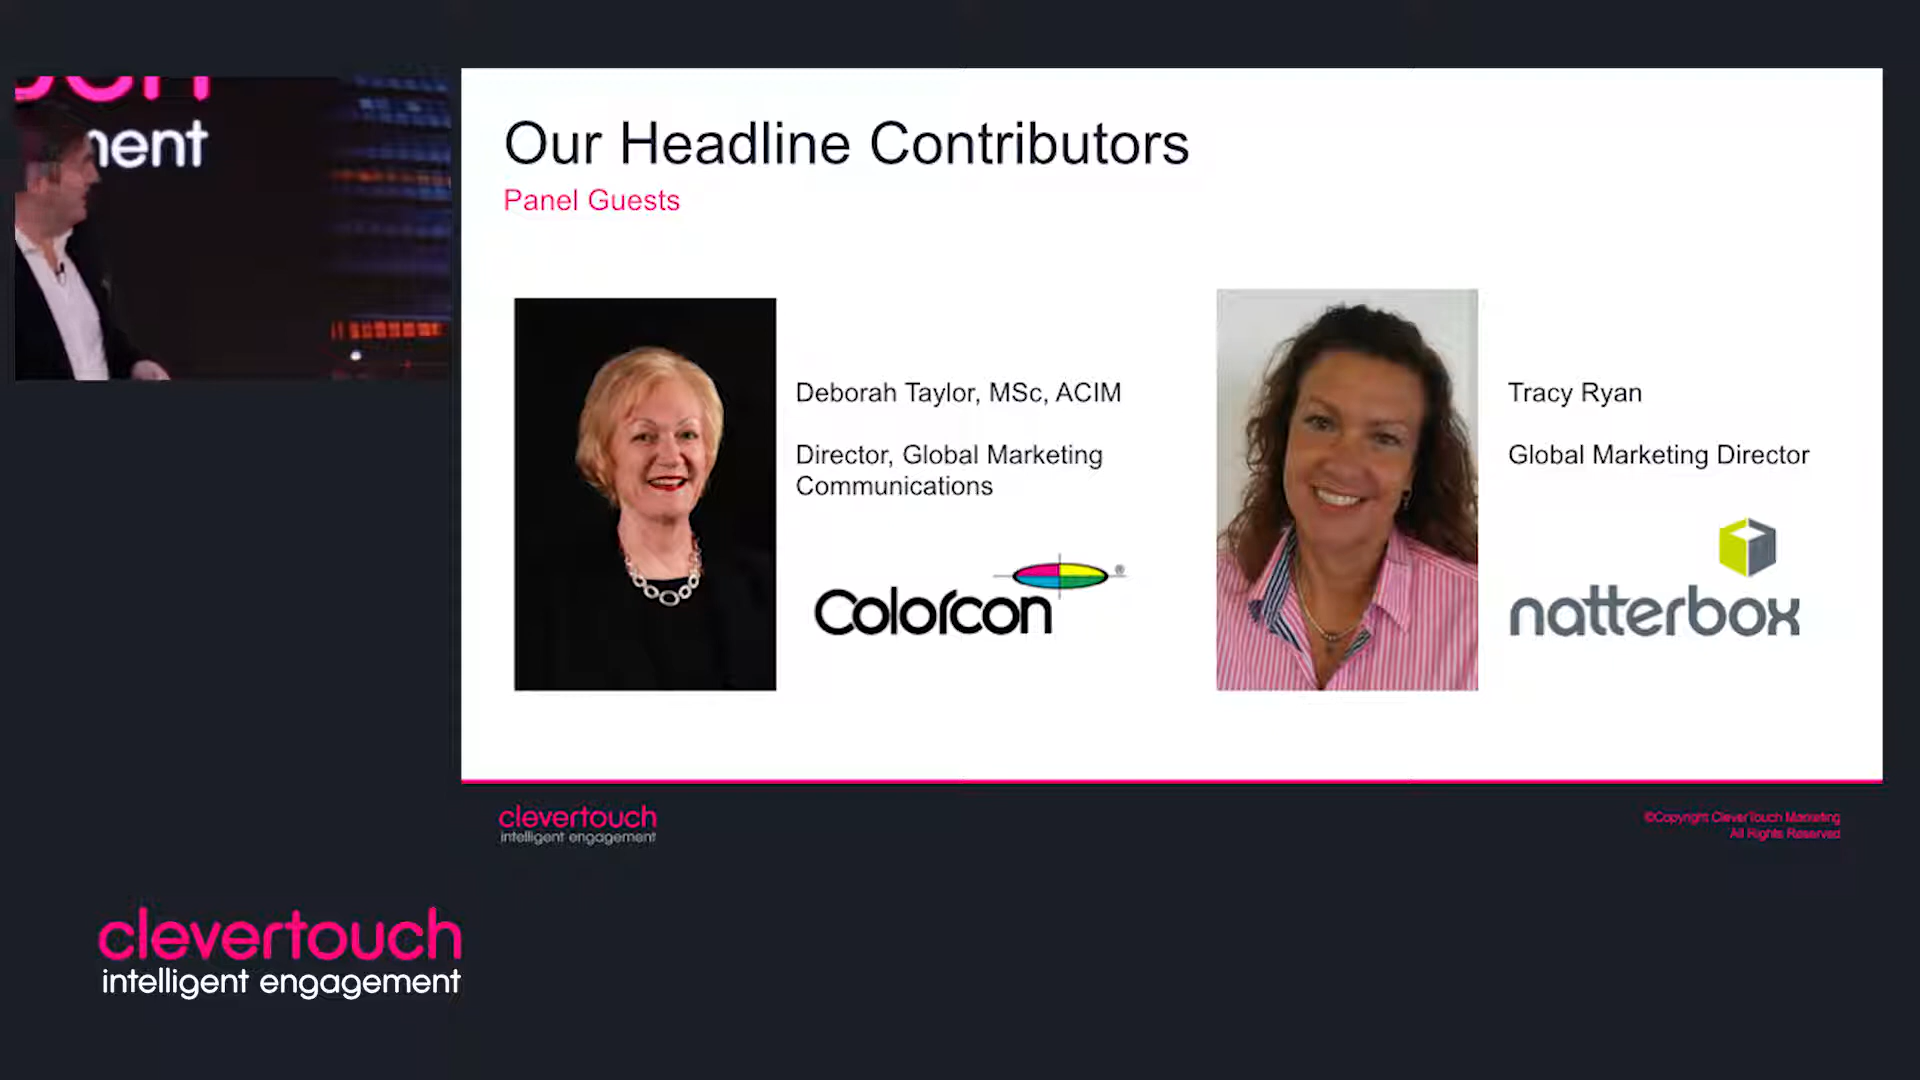 ment
Our Headline Contributors
Panel Guests
Deborah Taylor, MSc, ACIM
Director, Global Marketing
Communications
Colorcon
®
Tracy Ryan
Global Marketing Director
natterbox
clevertouch
intelligent engagement
©Copyright CleverTouch Marketing
All Rights Reserved
clevertouch
intelligent engagement